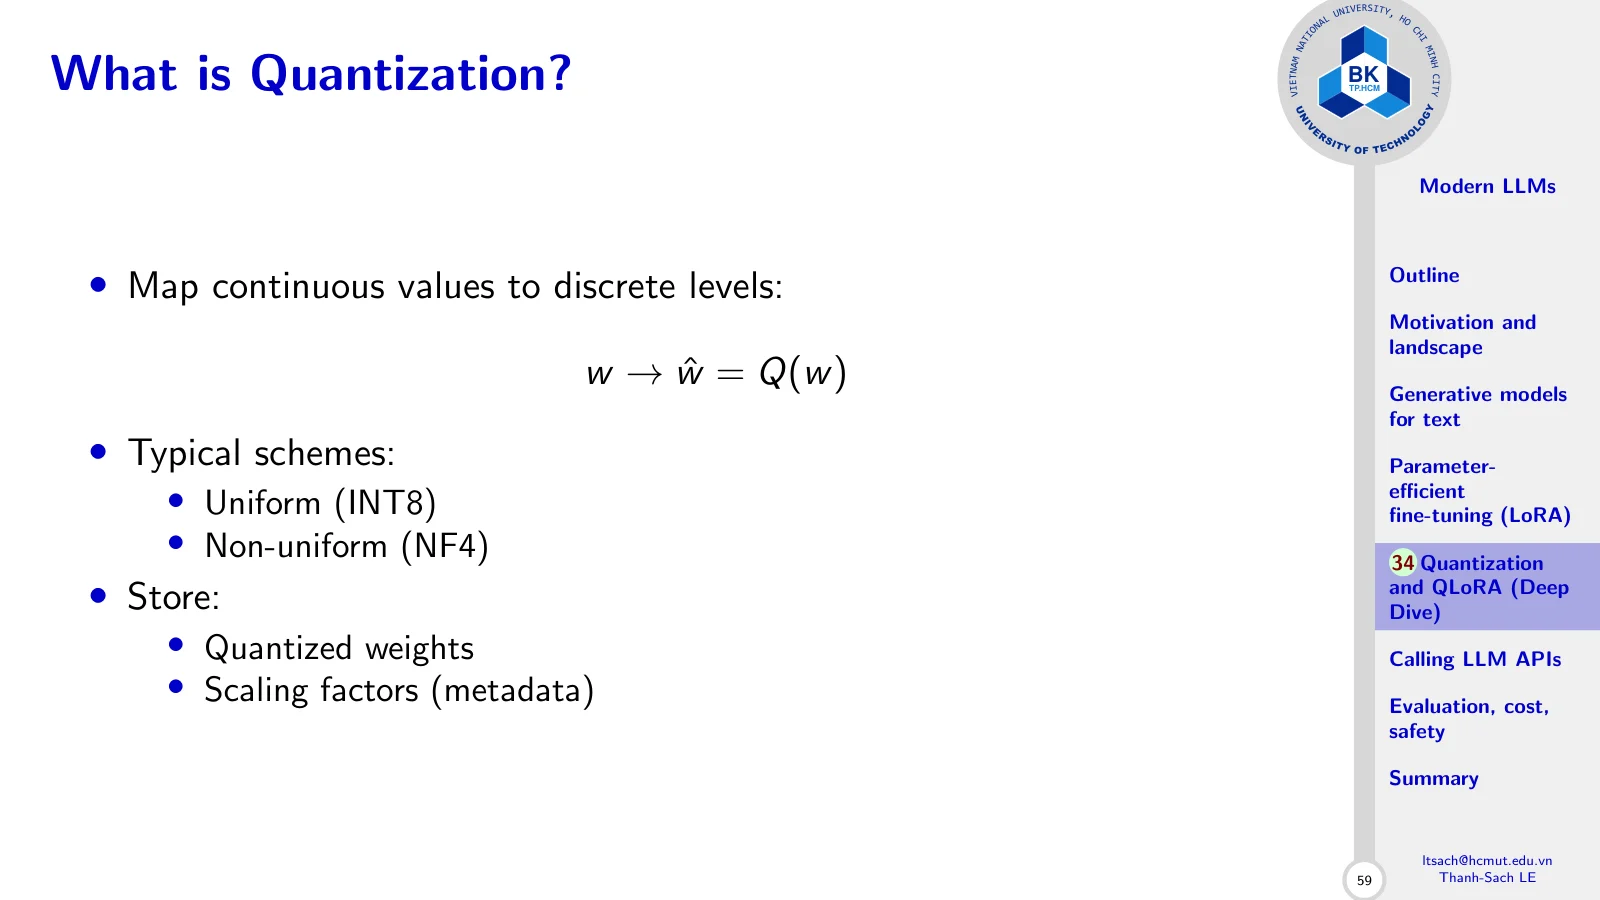 What is Quantization?
• Map continuous values to discrete levels:
w → ŵ = Q(w)
• Typical schemes:
• Uniform (INT8)
• Non-uniform (NF4)
• Store:
• Quantized weights
• Scaling factors (metadata)
VIETNAM NATIONAL UNIVERSITY, HO CHI MINH CITY
BK
TP.HCM
UNIVERSITY OF TECHNOLOGY
Modern LLMs
Outline
Motivation and
landscape
Generative models
for text
Parameter-
efficient
fine-tuning (LoRA)
34 Quantization
and QLoRA (Deep
Dive)
Calling LLM APIs
Evaluation, cost,
safety
Summary
ltsach@hcmut.edu.vn
Thanh-Sach LE
59